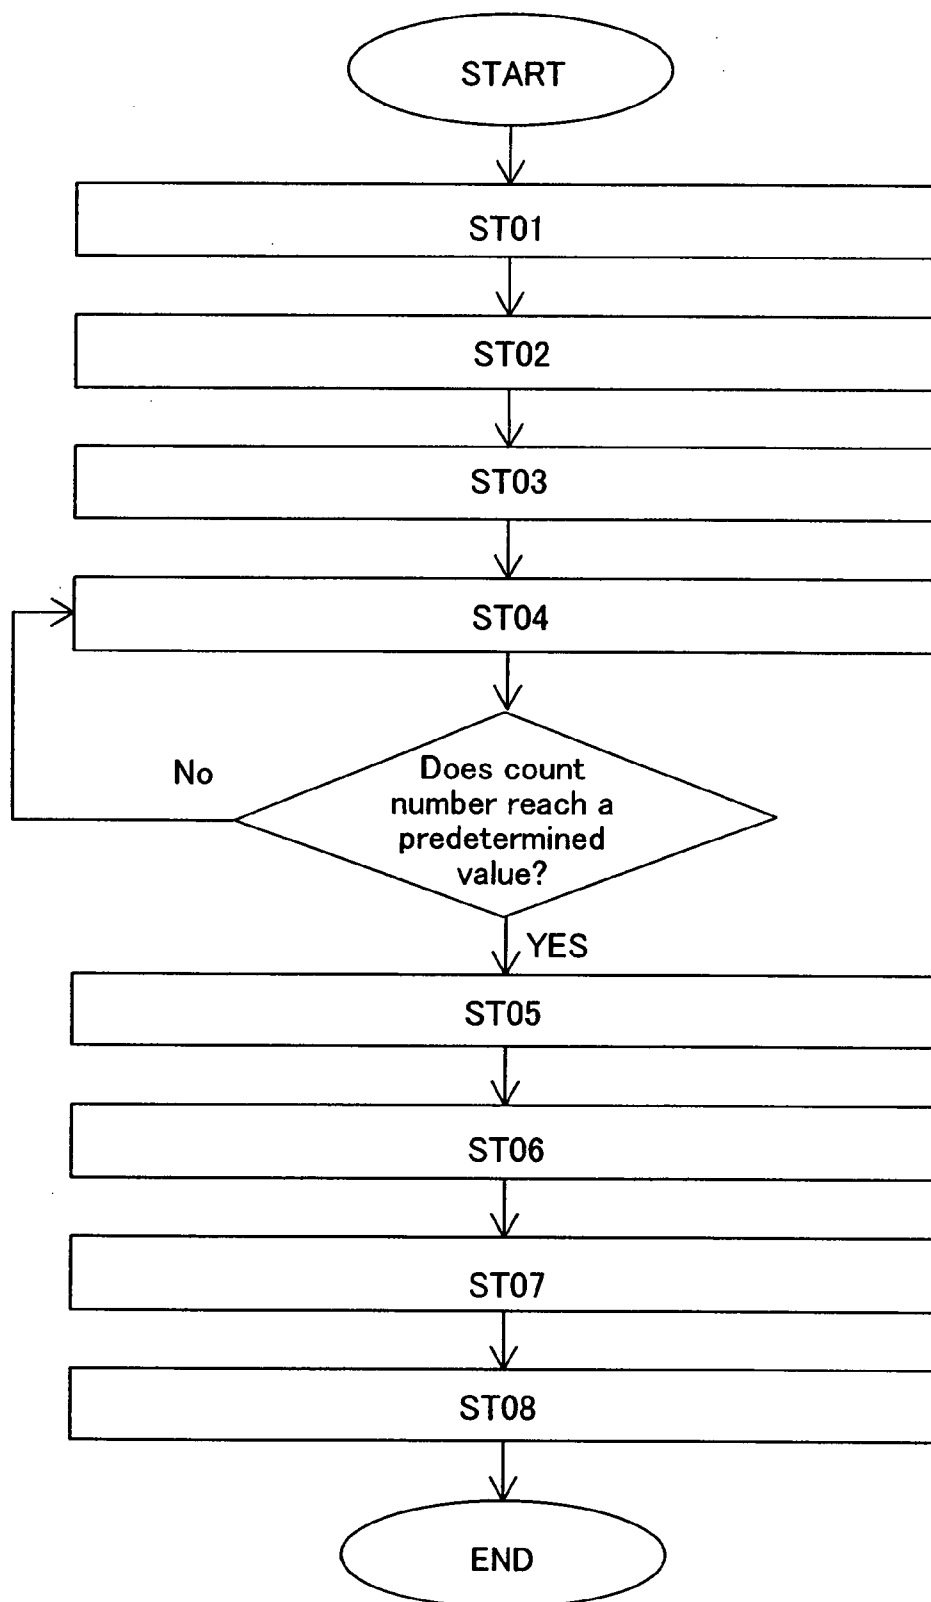 START
ST01
ST02
ST03
ST04
No
Does count
number reach a
predetermined
value?
YES
ST05
ST06
ST07
ST08
END